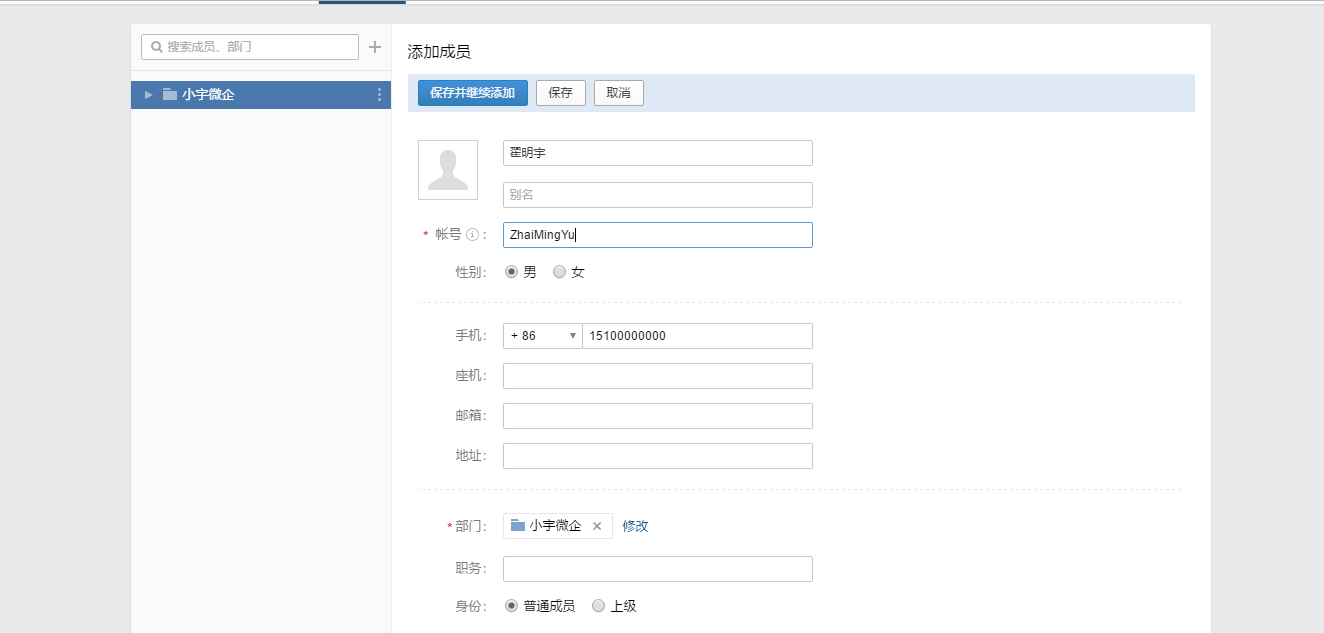 搜索成员、部门
小宇微企
添加成员
保存并继续添加 保存 取消
翟明宇
别名
* 帐号 i : ZhaiMingYu
性别: 男 女
手机: + 86 15100000000
座机:
邮箱:
地址:
* 部门: 小宇微企 × 修改
职务:
身份: 普通成员 上级